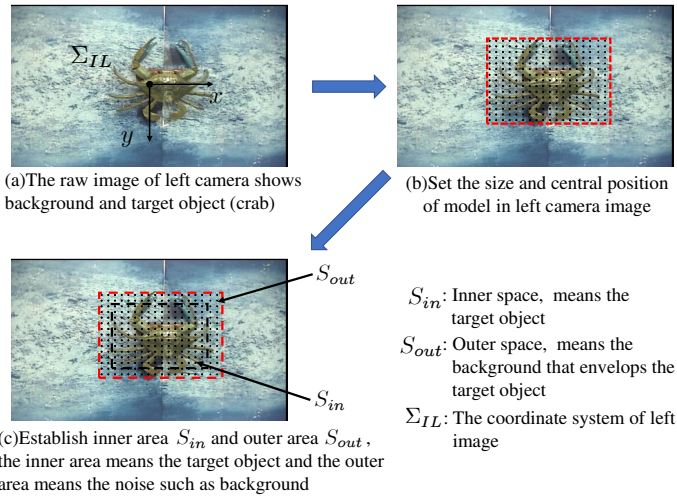 Σ_IL
x
y
(a)The raw image of left camera shows
background and target object (crab)
(b)Set the size and central position
of model in left camera image
S_out
S_in
(c)Establish inner area S_in and outer area S_out,
the inner area means the target object and the outer
area means the noise such as background
S_in: Inner space, means the
target object
S_out: Outer space, means the
background that envelops the
target object
Σ_IL: The coordinate system of left
image